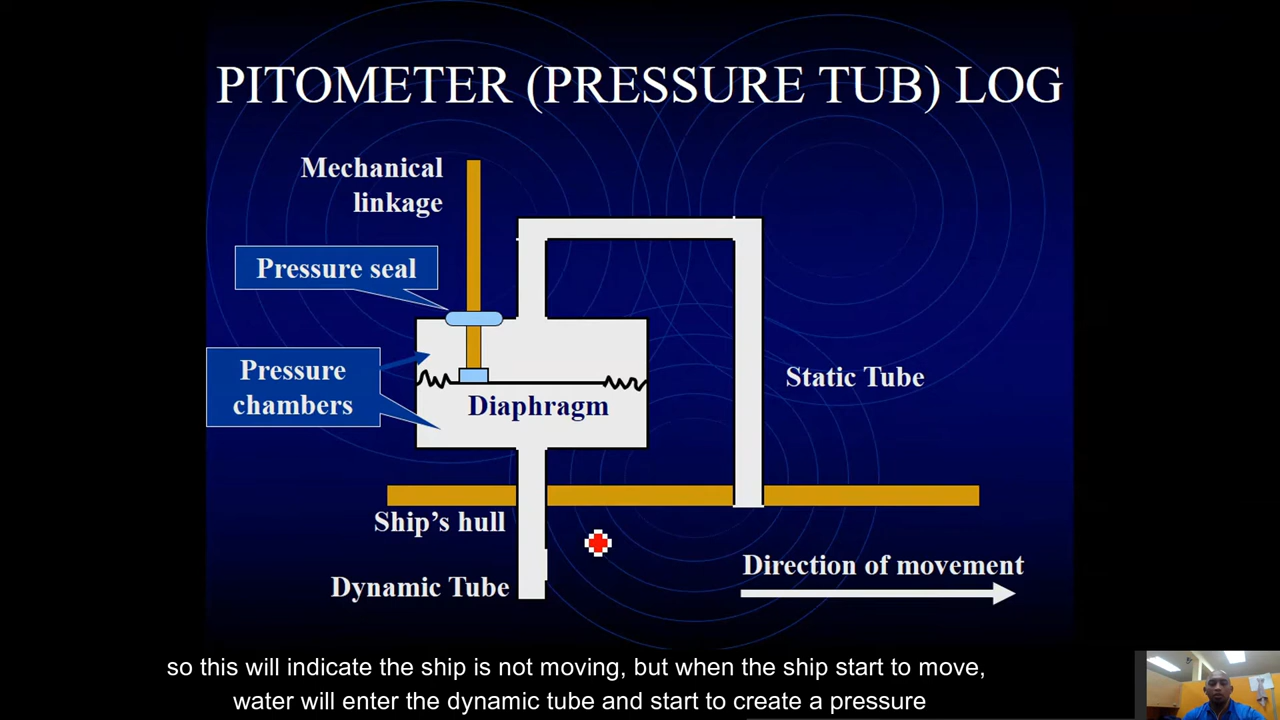 PITOMETER (PRESSURE TUB) LOG
Mechanical
linkage
Pressure seal
Pressure
chambers
Diaphragm
Static Tube
Ship's hull
Dynamic Tube
Direction of movement
so this will indicate the ship is not moving, but when the ship start to move,
water will enter the dynamic tube and start to create a pressure